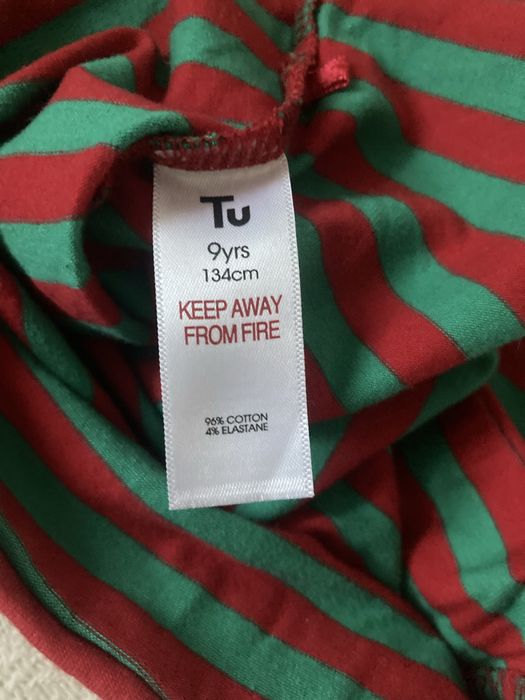 Tu
9yrs
134cm
KEEP AWAY
FROM FIRE
96% COTTON
4% ELASTANE